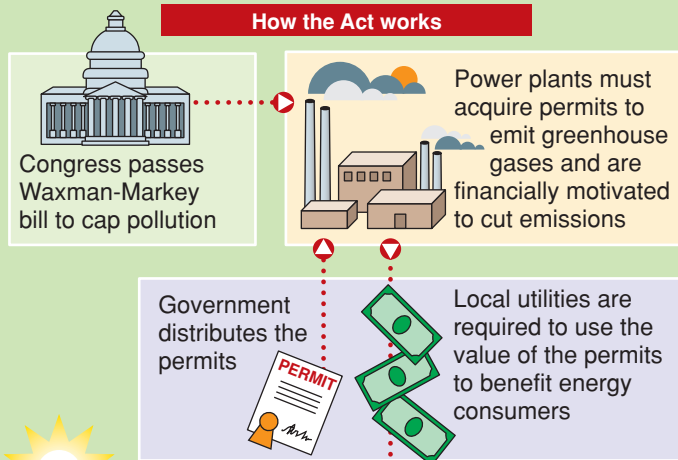 How the Act works
Congress passes
Waxman-Markey
bill to cap pollution
Power plants must
acquire permits to
emit greenhouse
gases and are
financially motivated
to cut emissions
Government
distributes the
permits
PERMIT
Local utilities are
required to use the
value of the permits
to benefit energy
consumers